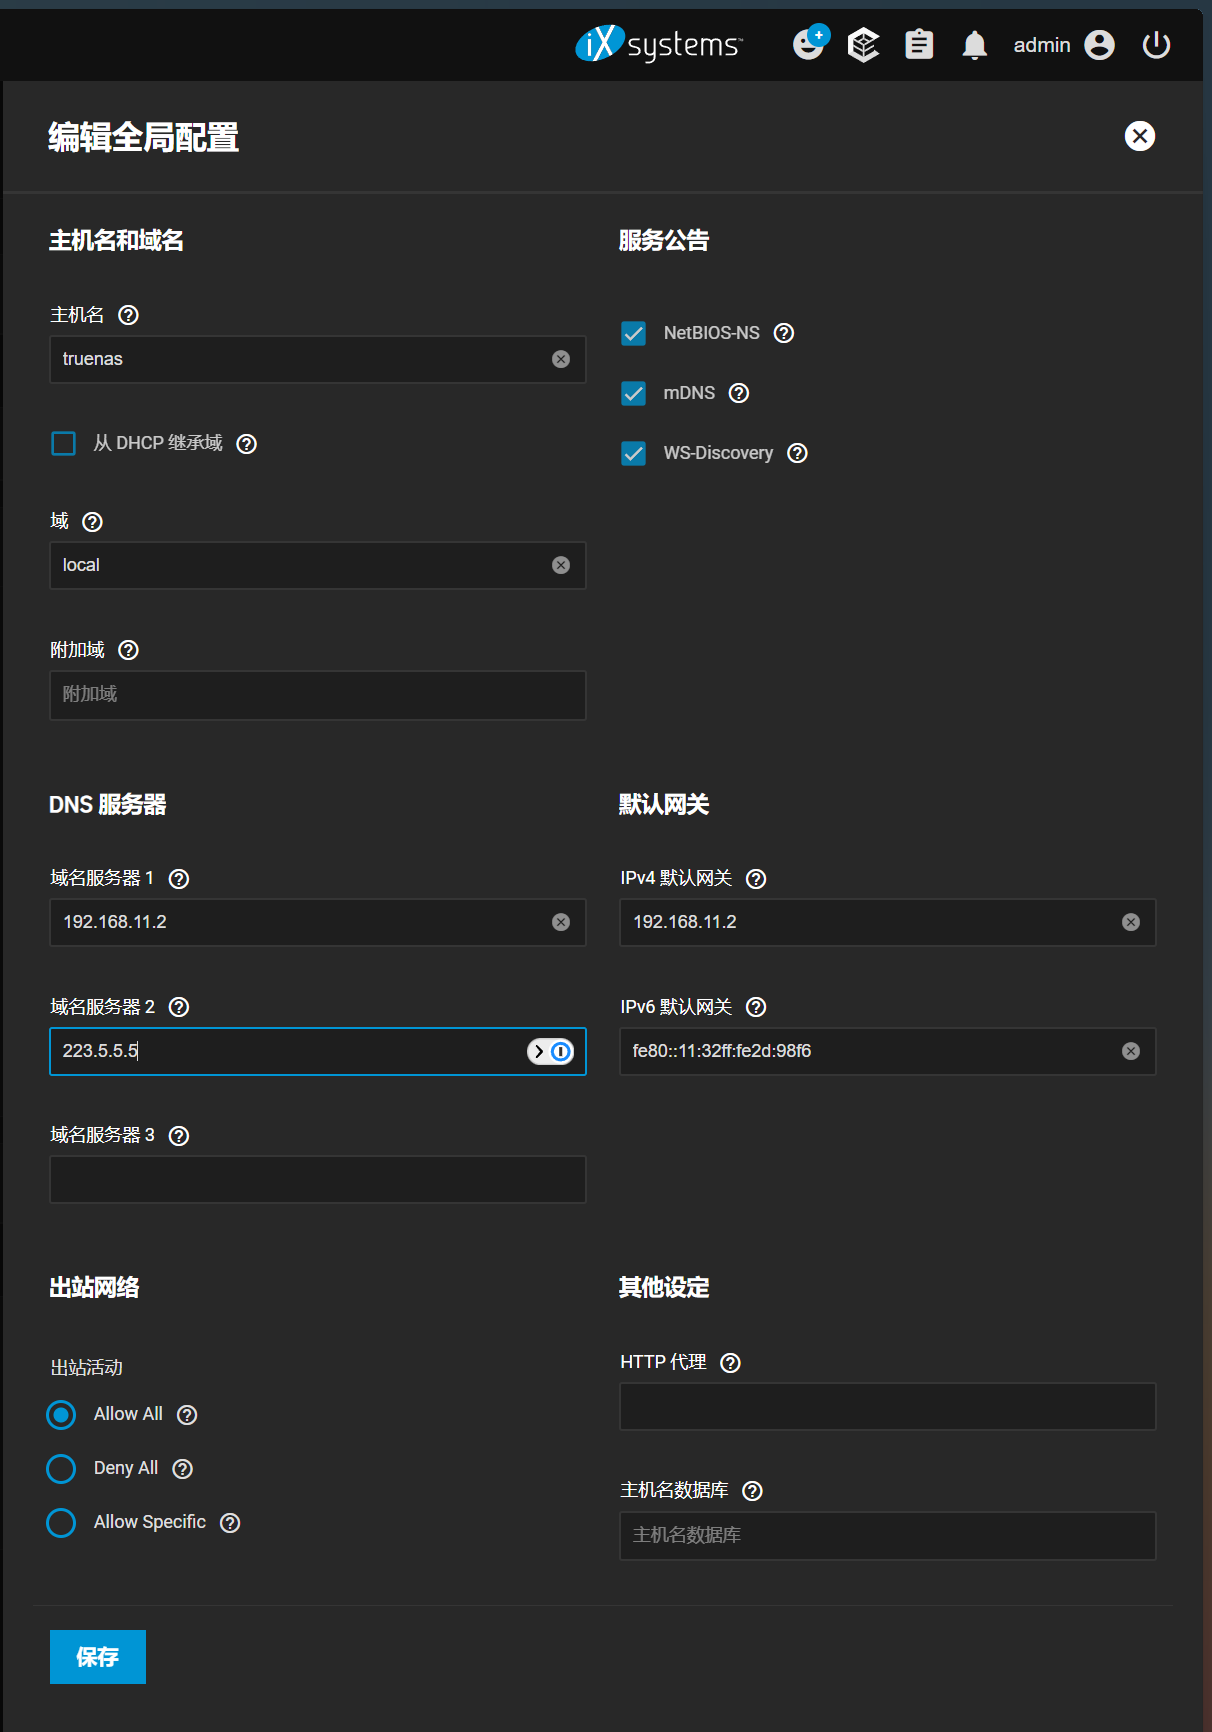 iXsystems™
admin
编辑全局配置
主机名和域名
主机名
truenas
从 DHCP 继承域
域
local
附加域
附加域
服务公告
NetBIOS-NS
mDNS
WS-Discovery
DNS 服务器
域名服务器 1
192.168.11.2
域名服务器 2
223.5.5.5
域名服务器 3
默认网关
IPv4 默认网关
192.168.11.2
IPv6 默认网关
fe80::11:32ff:fe2d:98f6
出站网络
出站活动
Allow All
Deny All
Allow Specific
其他设定
HTTP 代理
主机名数据库
主机名数据库
保存